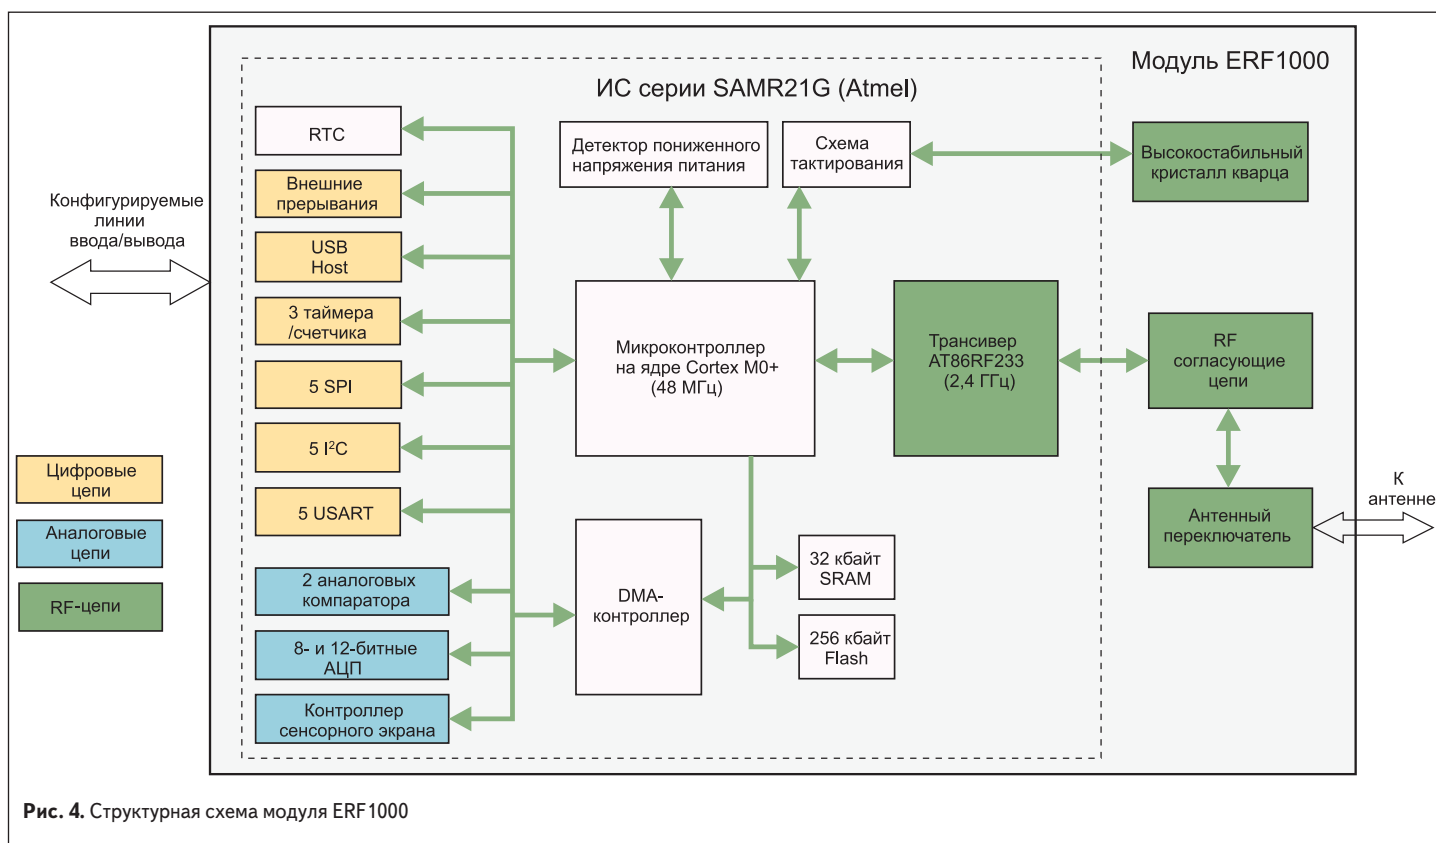 Модуль ERF1000
ИС серии SAMR21G (Atmel)
RTC
Внешние
прерывания
USB
Host
3 таймера
/счетчика
5 SPI
5 I²C
5 USART
2 аналоговых
компаратора
8- и 12-битные
АЦП
Контроллер
сенсорного экрана
Детектор пониженного
напряжения питания
Схема
тактирования
Высокостабильный
кристалл кварца
Конфигурируемые
линии
ввода/вывода
Микроконтроллер
на ядре Cortex M0+
(48 МГц)
Трансивер
AT86RF233
(2,4 ГГц)
RF
согласующие
цепи
Антенный
переключатель
К
антенне
DMA-
контроллер
32 кбайт
SRAM
256 кбайт
Flash
Цифровые
цепи
Аналоговые
цепи
RF-цепи
Рис. 4. Структурная схема модуля ERF1000